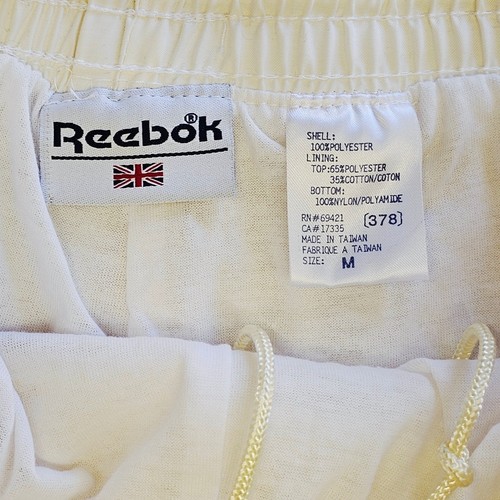 Reebok®
SHELL:
100%POLYESTER
LINING:
TOP:65%POLYESTER
35%COTTON/COTON
BOTTOM:
100%NYLON/POLYAMIDE
RN#69421 (378)
CA#17335
MADE IN TAIWAN
FABRIQUE A TAIWAN
SIZE: M